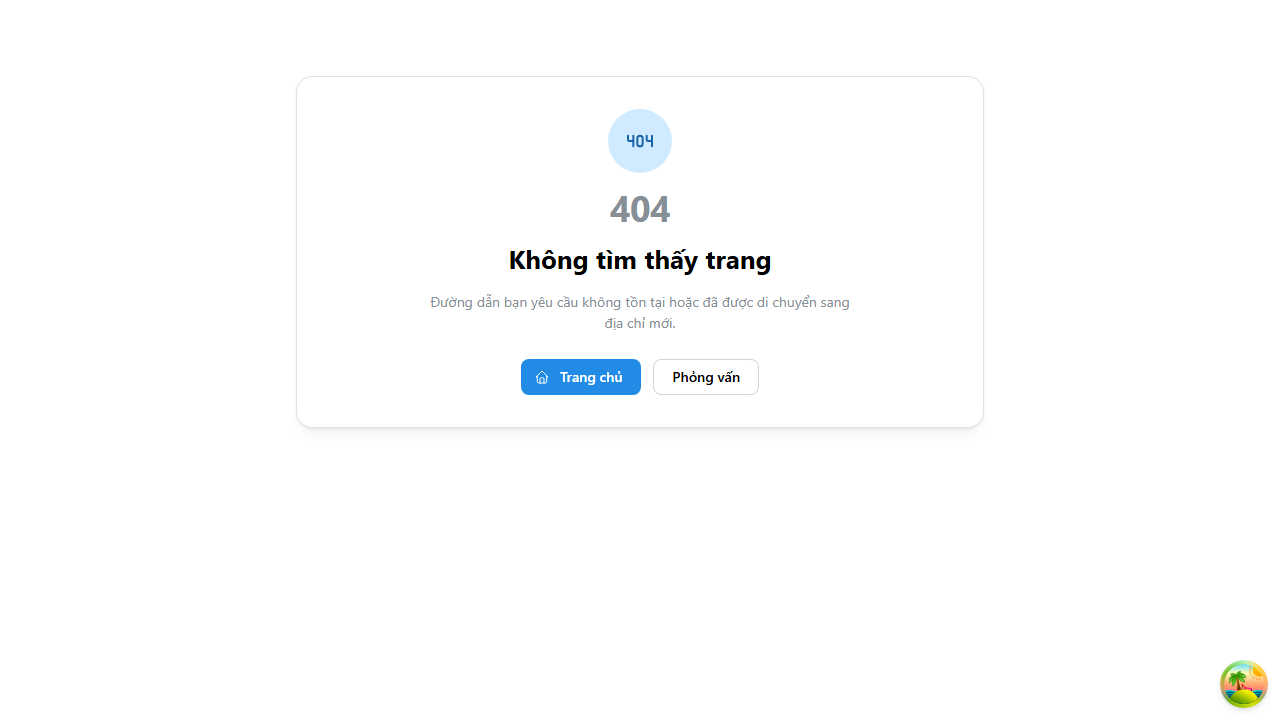 404
404
Không tìm thấy trang
Đường dẫn bạn yêu cầu không tồn tại hoặc đã được di chuyển sang
địa chỉ mới.
Trang chủ
Phỏng vấn